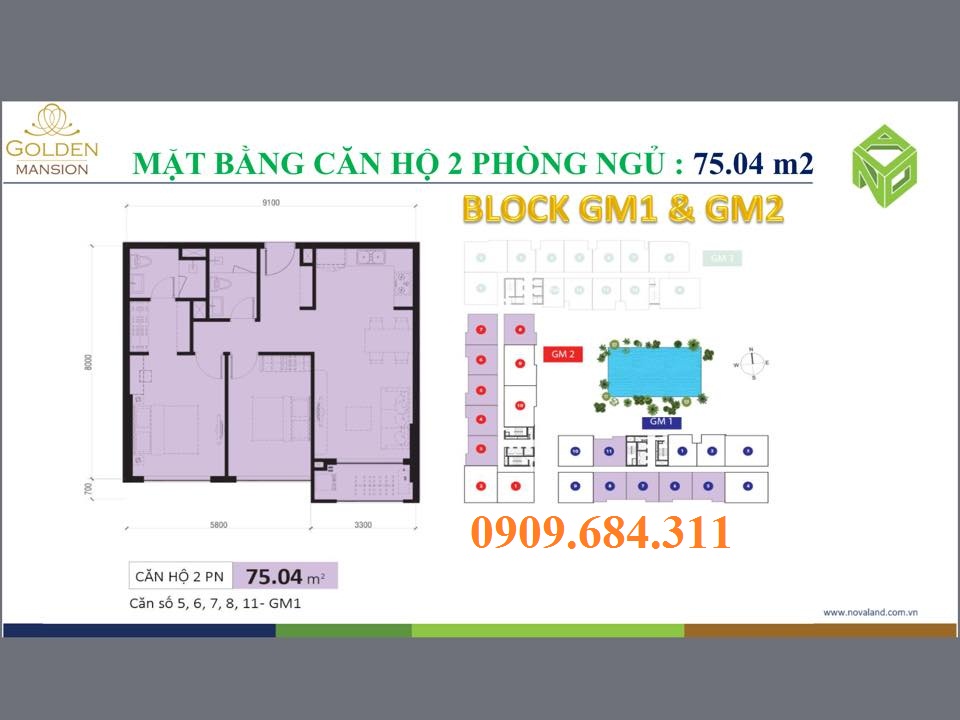 GOLDEN
MANSION
MẶT BẰNG CĂN HỘ 2 PHÒNG NGỦ : 75.04 m2
BLOCK GM1 & GM2
9100
8000
700
5800
3300
GM 3
GM 2
N
W E
S
GM 1
7 8
6 9
5
10
4
3
2 1
10 11 1 2 3
9 8 7 6 5 4
0909.684.311
CĂN HỘ 2 PN 75.04 m²
Căn số 5, 6, 7, 8, 11- GM1
www.novaland.com.vn